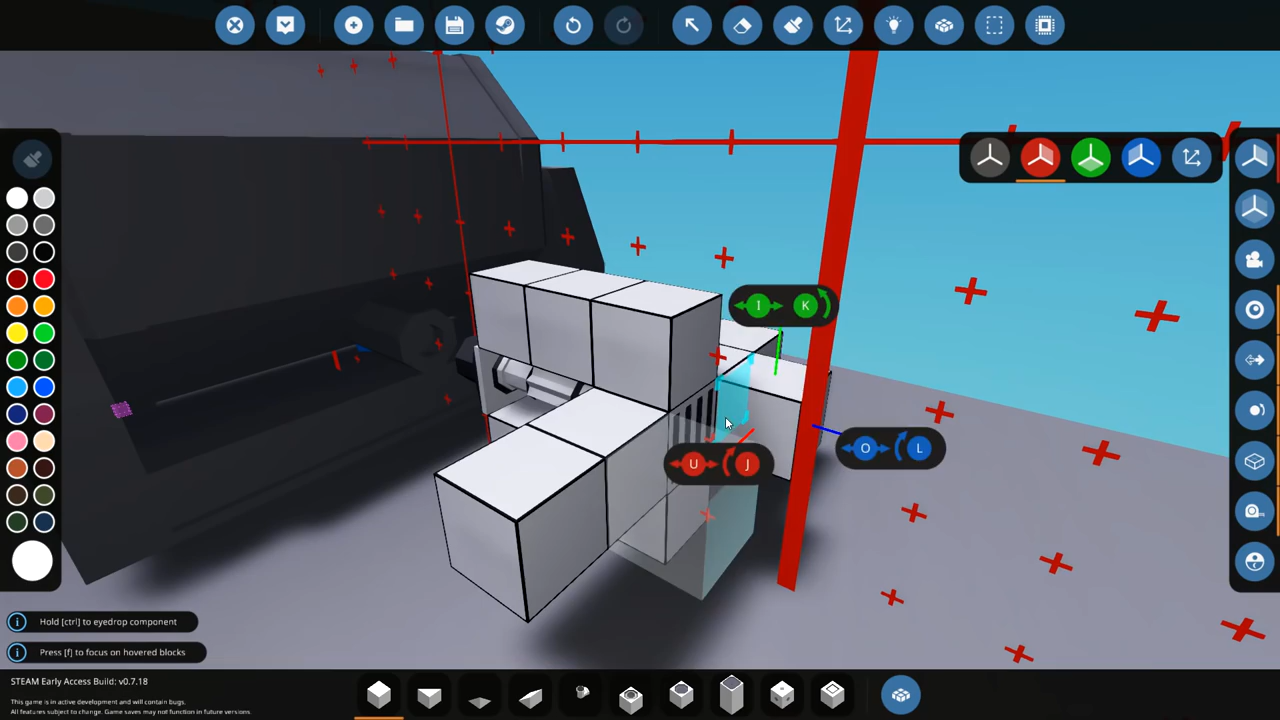 I K
U J
O L
Hold [ctrl] to eyedrop component
Press [f] to focus on hovered blocks
STEAM Early Access Build: v0.7.18
This game is in active development and will contain bugs.
All features subject to change. Game saves may not function in future versions.